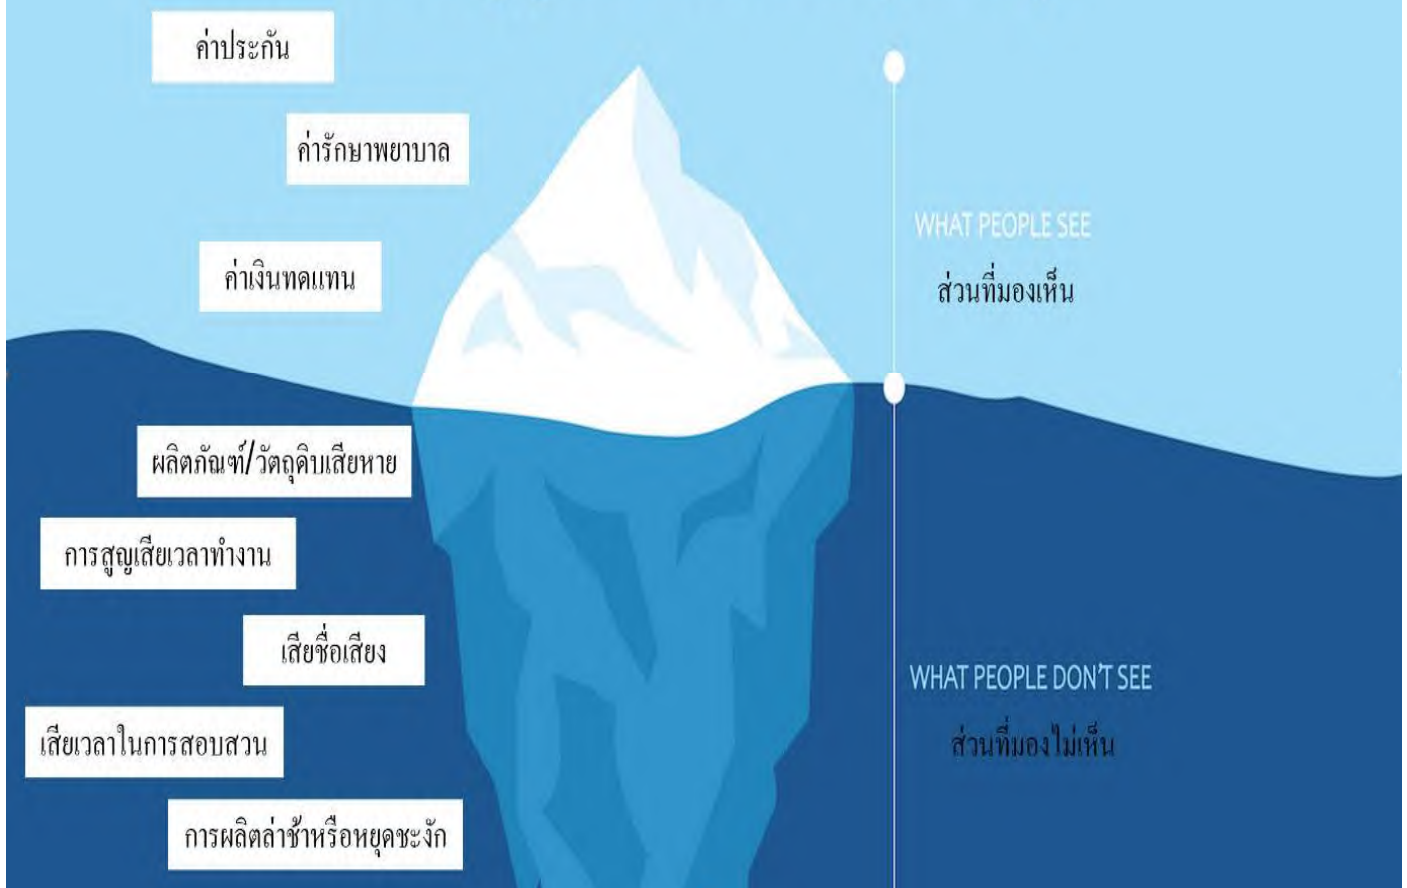 ค่าประกัน
ค่ารักษาพยาบาล
ค่าเงินทดแทน
WHAT PEOPLE SEE
ส่วนที่มองเห็น
ผลิตภัณฑ์/วัตถุดิบเสียหาย
การสูญเสียเวลาทำงาน
เสียชื่อเสียง
เสียเวลาในการสอบสวน
การผลิตล่าช้าหรือหยุดชะงัก
WHAT PEOPLE DON'T SEE
ส่วนที่มองไม่เห็น